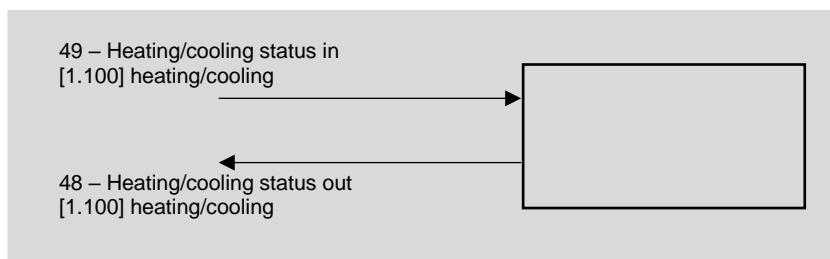 49 – Heating/cooling status in
[1.100] heating/cooling
48 – Heating/cooling status out
[1.100] heating/cooling